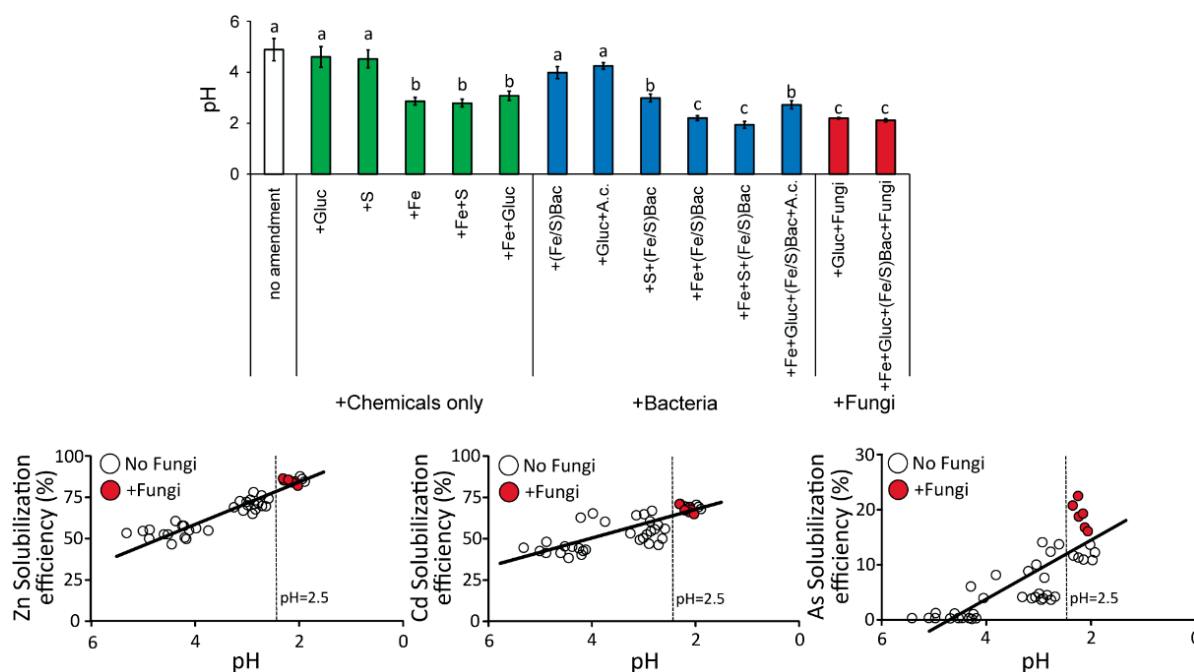 6
4
2
0
pH
a
a
a
b
b
b
a
a
b
c
c
b
c
c
no amendment
+Gluc
+S
+Fe
+Fe+S
+Fe+Gluc
+(Fe/S)Bac
+Gluc+A.c.
+S+(Fe/S)Bac
+Fe+(Fe/S)Bac
+Fe+S+(Fe/S)Bac
+Fe+Gluc+(Fe/S)Bac+A.c.
+Gluc+Fungi
+Fe+Gluc+(Fe/S)Bac+Fungi
+Chemicals only
+Bacteria
+Fungi
Zn Solubilization
efficiency (%)
100
75
50
25
0
No Fungi
+Fungi
pH=2.5
6
4
2
0
pH
Cd Solubilization
efficiency (%)
100
75
50
25
0
No Fungi
+Fungi
pH=2.5
6
4
2
0
pH
As Solubilization
efficiency (%)
30
20
10
0
No Fungi
+Fungi
pH=2.5
6
4
2
0
pH